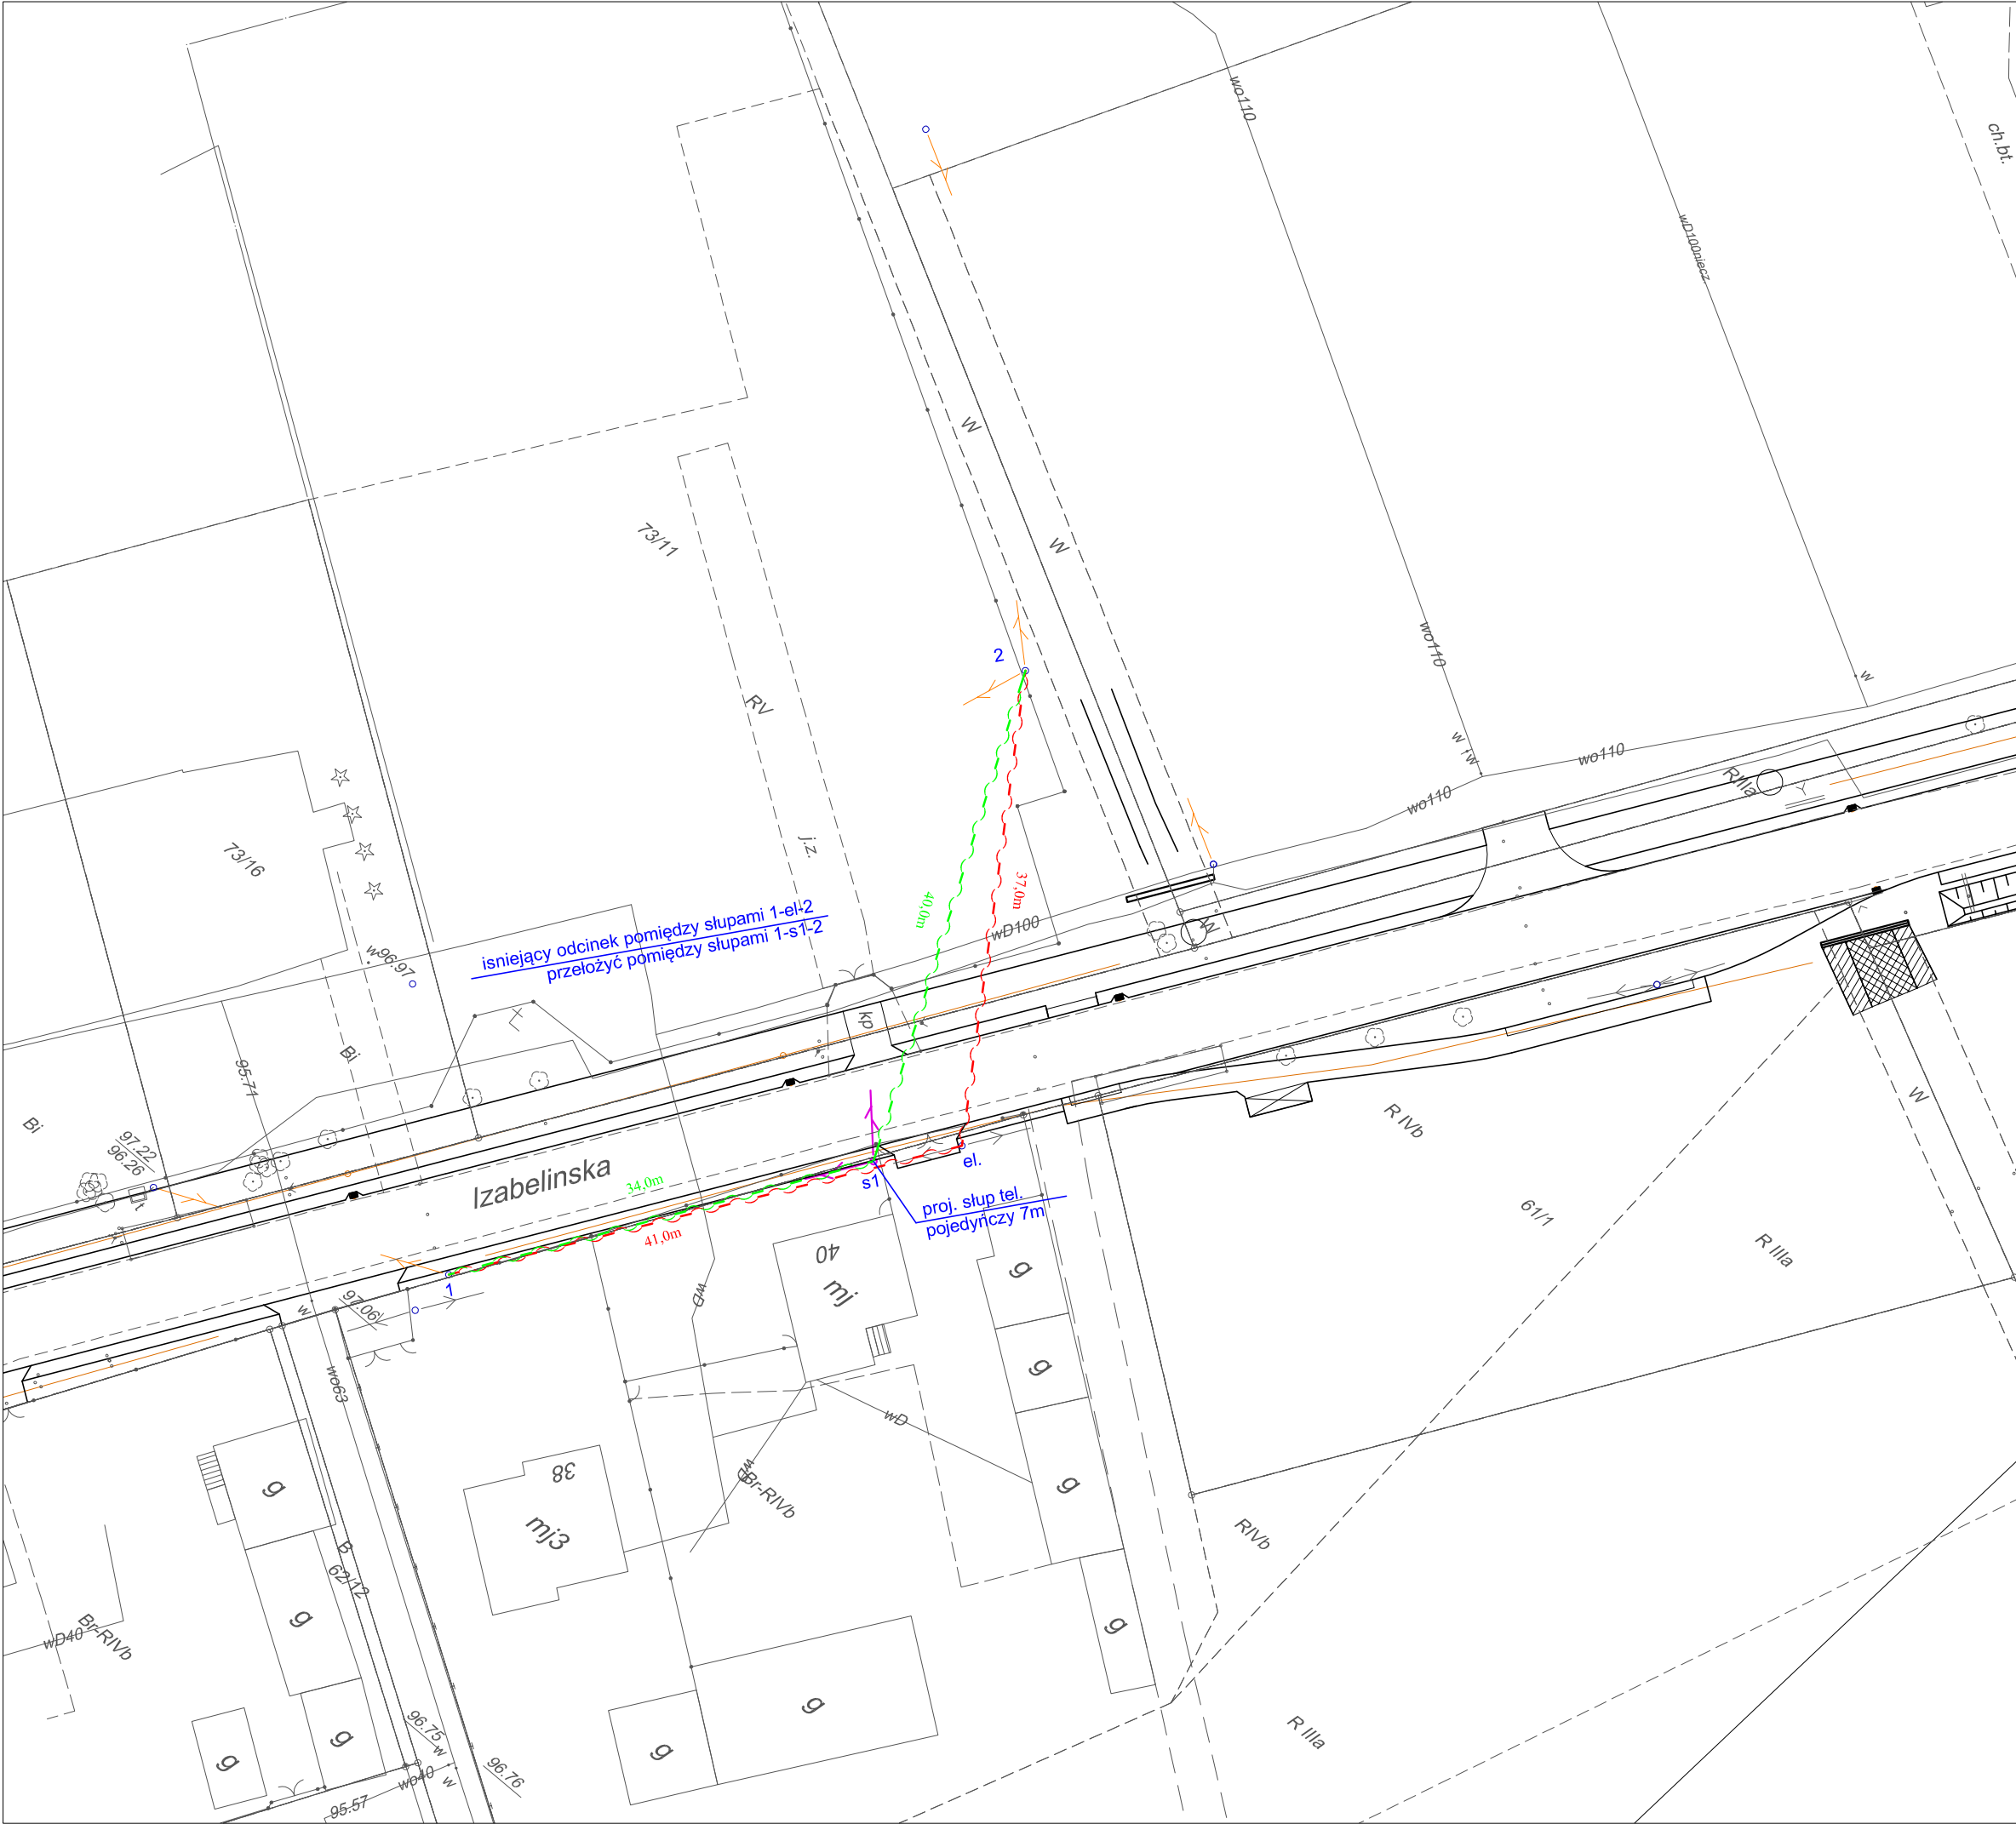 wo110
ch.bt.
wD100niecz.
W
73/11
W
wo110
2
w
RV
w
w
wo110
RIIIa
wo110
j.z.
73/16
37,0m
40,0m
isniejący odcinek pomiędzy słupami 1-el-2
przełożyć pomiędzy słupami 1-s1-2
wD100
W
w
96.97
kp
Bi
95.71
W
R IVb
Bi
97.22
96.26
t
Izabelinska
el.
s1
34,0m
proj. słup tel.
pojedyńczy 7m
61/1
41,0m
R IIIa
40
mj
g
1
wD
97.06
w
wo63
g
wD
38
g
g
w
Br-RIVb
mj3
RIVb
B
62/12
g
g
Br-RIVb
wD40
g
R IIIa
96.75
w
g
g
g
96.76
wo40
w
95.57